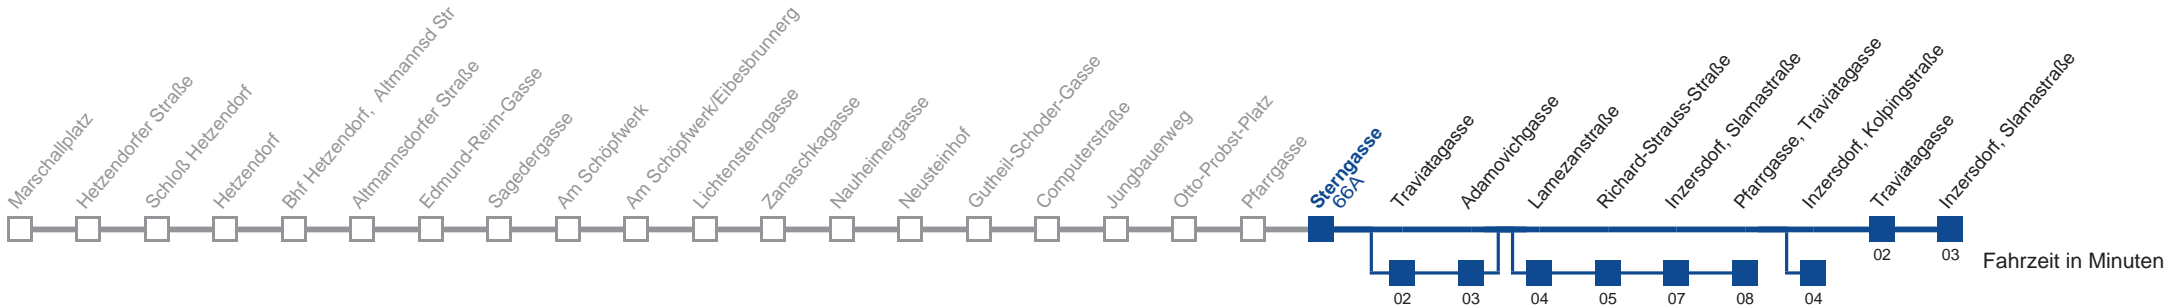 Marschallplatz
Hetzendorfer Straße
Schloß Hetzendorf
Hetzendorf
Bhf Hetzendorf, Altmannsd Str
Altmannsdorfer Straße
Edmund-Reim-Gasse
Sagedergasse
Am Schöpfwerk
Am Schöpfwerk/Eibesbrunnerg
Lichtensterngasse
Zanaschkagasse
Nauheimergasse
Neusteinhof
Gutheil-Schoder-Gasse
Computerstraße
Jungbauerweg
Otto-Probst-Platz
Pfarrgasse
Sterngasse
66A
Traviatagasse
Adamovichgasse
Lamezanstraße
Richard-Strauss-Straße
Inzersdorf, Slamastraße
Pfarrgasse, Traviatagasse
Inzersdorf, Kolpingstraße
Traviatagasse
Inzersdorf, Slamastraße
02
03
Fahrzeit in Minuten
02
03
04
05
07
08
04